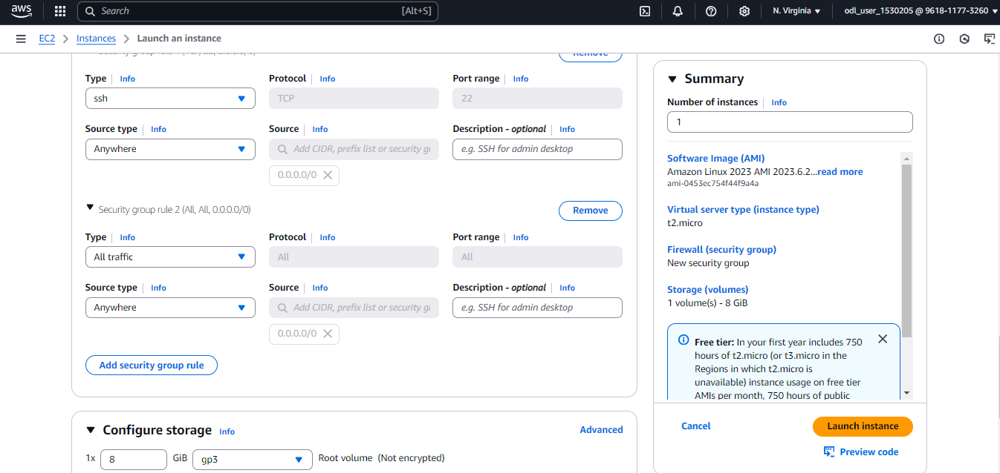 aws
Search [Alt+S]
N. Virginia
odl_user_1530205 @ 9618-1177-3260
EC2 Instances Launch an instance
Remove
Type Info Protocol Info Port range Info
ssh TCP 22
Source type Info Source Info Description - optional Info
Anywhere Add CIDR, prefix list or security gr e.g. SSH for admin desktop
0.0.0.0/0
Security group rule 2 (All, All, 0.0.0.0/0) Remove
Type Info Protocol Info Port range Info
All traffic All All
Source type Info Source Info Description - optional Info
Anywhere Add CIDR, prefix list or security gr e.g. SSH for admin desktop
0.0.0.0/0
Add security group rule
Configure storage Info Advanced
1x 8 GiB gp3 Root volume (Not encrypted)
Summary
Number of instances Info
1
Software Image (AMI)
Amazon Linux 2023 AMI 2023.6.2...read more
ami-0453ec754f44f9a4a
Virtual server type (instance type)
t2.micro
Firewall (security group)
New security group
Storage (volumes)
1 volume(s) - 8 GiB
Free tier: In your first year includes 750
hours of t2.micro (or t3.micro in the
Regions in which t2.micro is
unavailable) instance usage on free tier
AMIs per month, 750 hours of public
Cancel Launch instance
Preview code